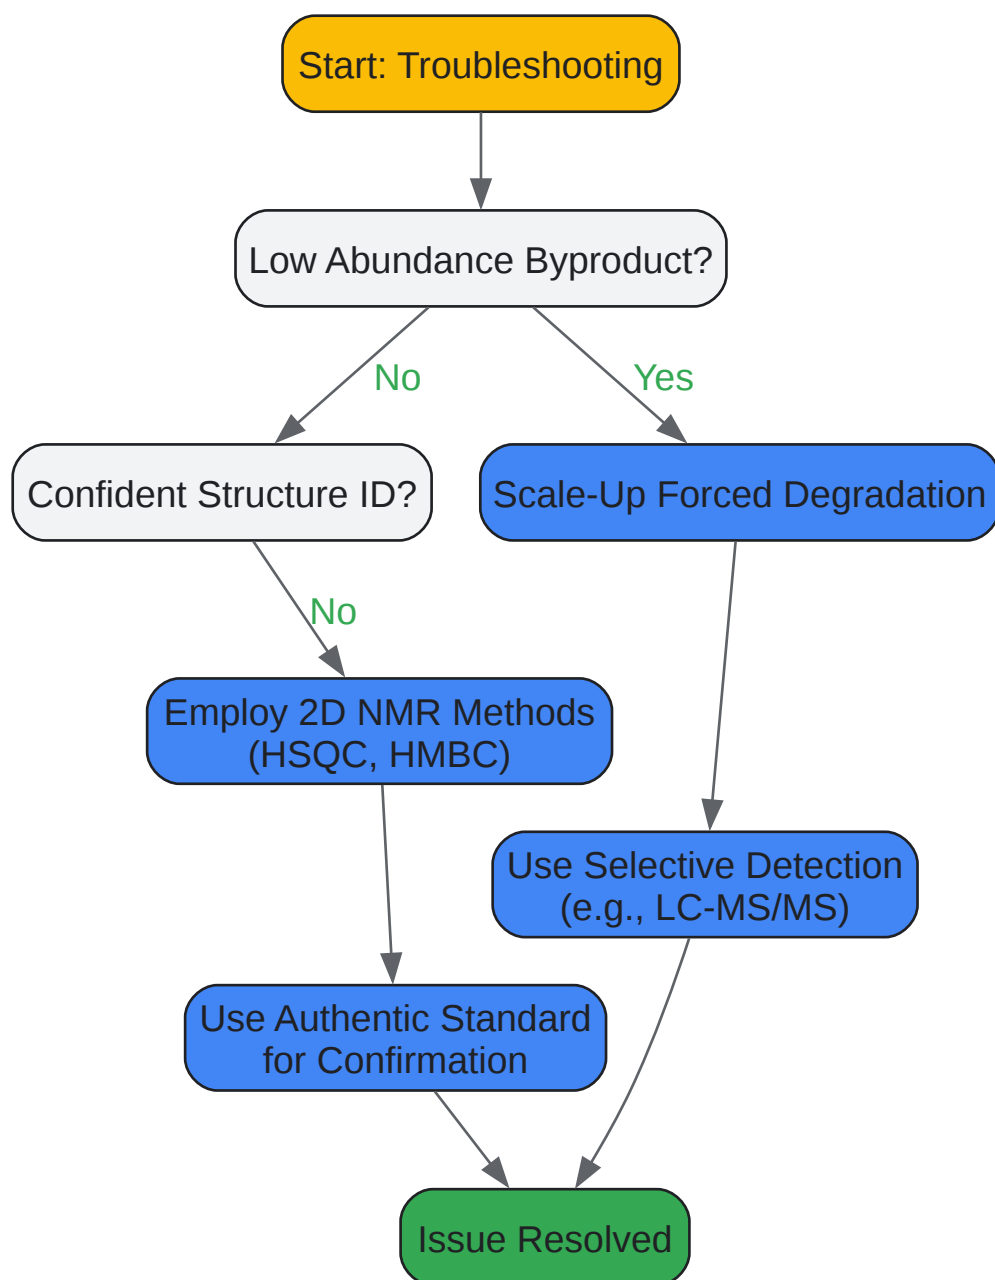 Start: Troubleshooting
Low Abundance Byproduct?
No
Yes
Confident Structure ID?
Scale-Up Forced Degradation
No
Employ 2D NMR Methods
(HSQC, HMBC)
Use Selective Detection
(e.g., LC-MS/MS)
Use Authentic Standard
for Confirmation
Issue Resolved